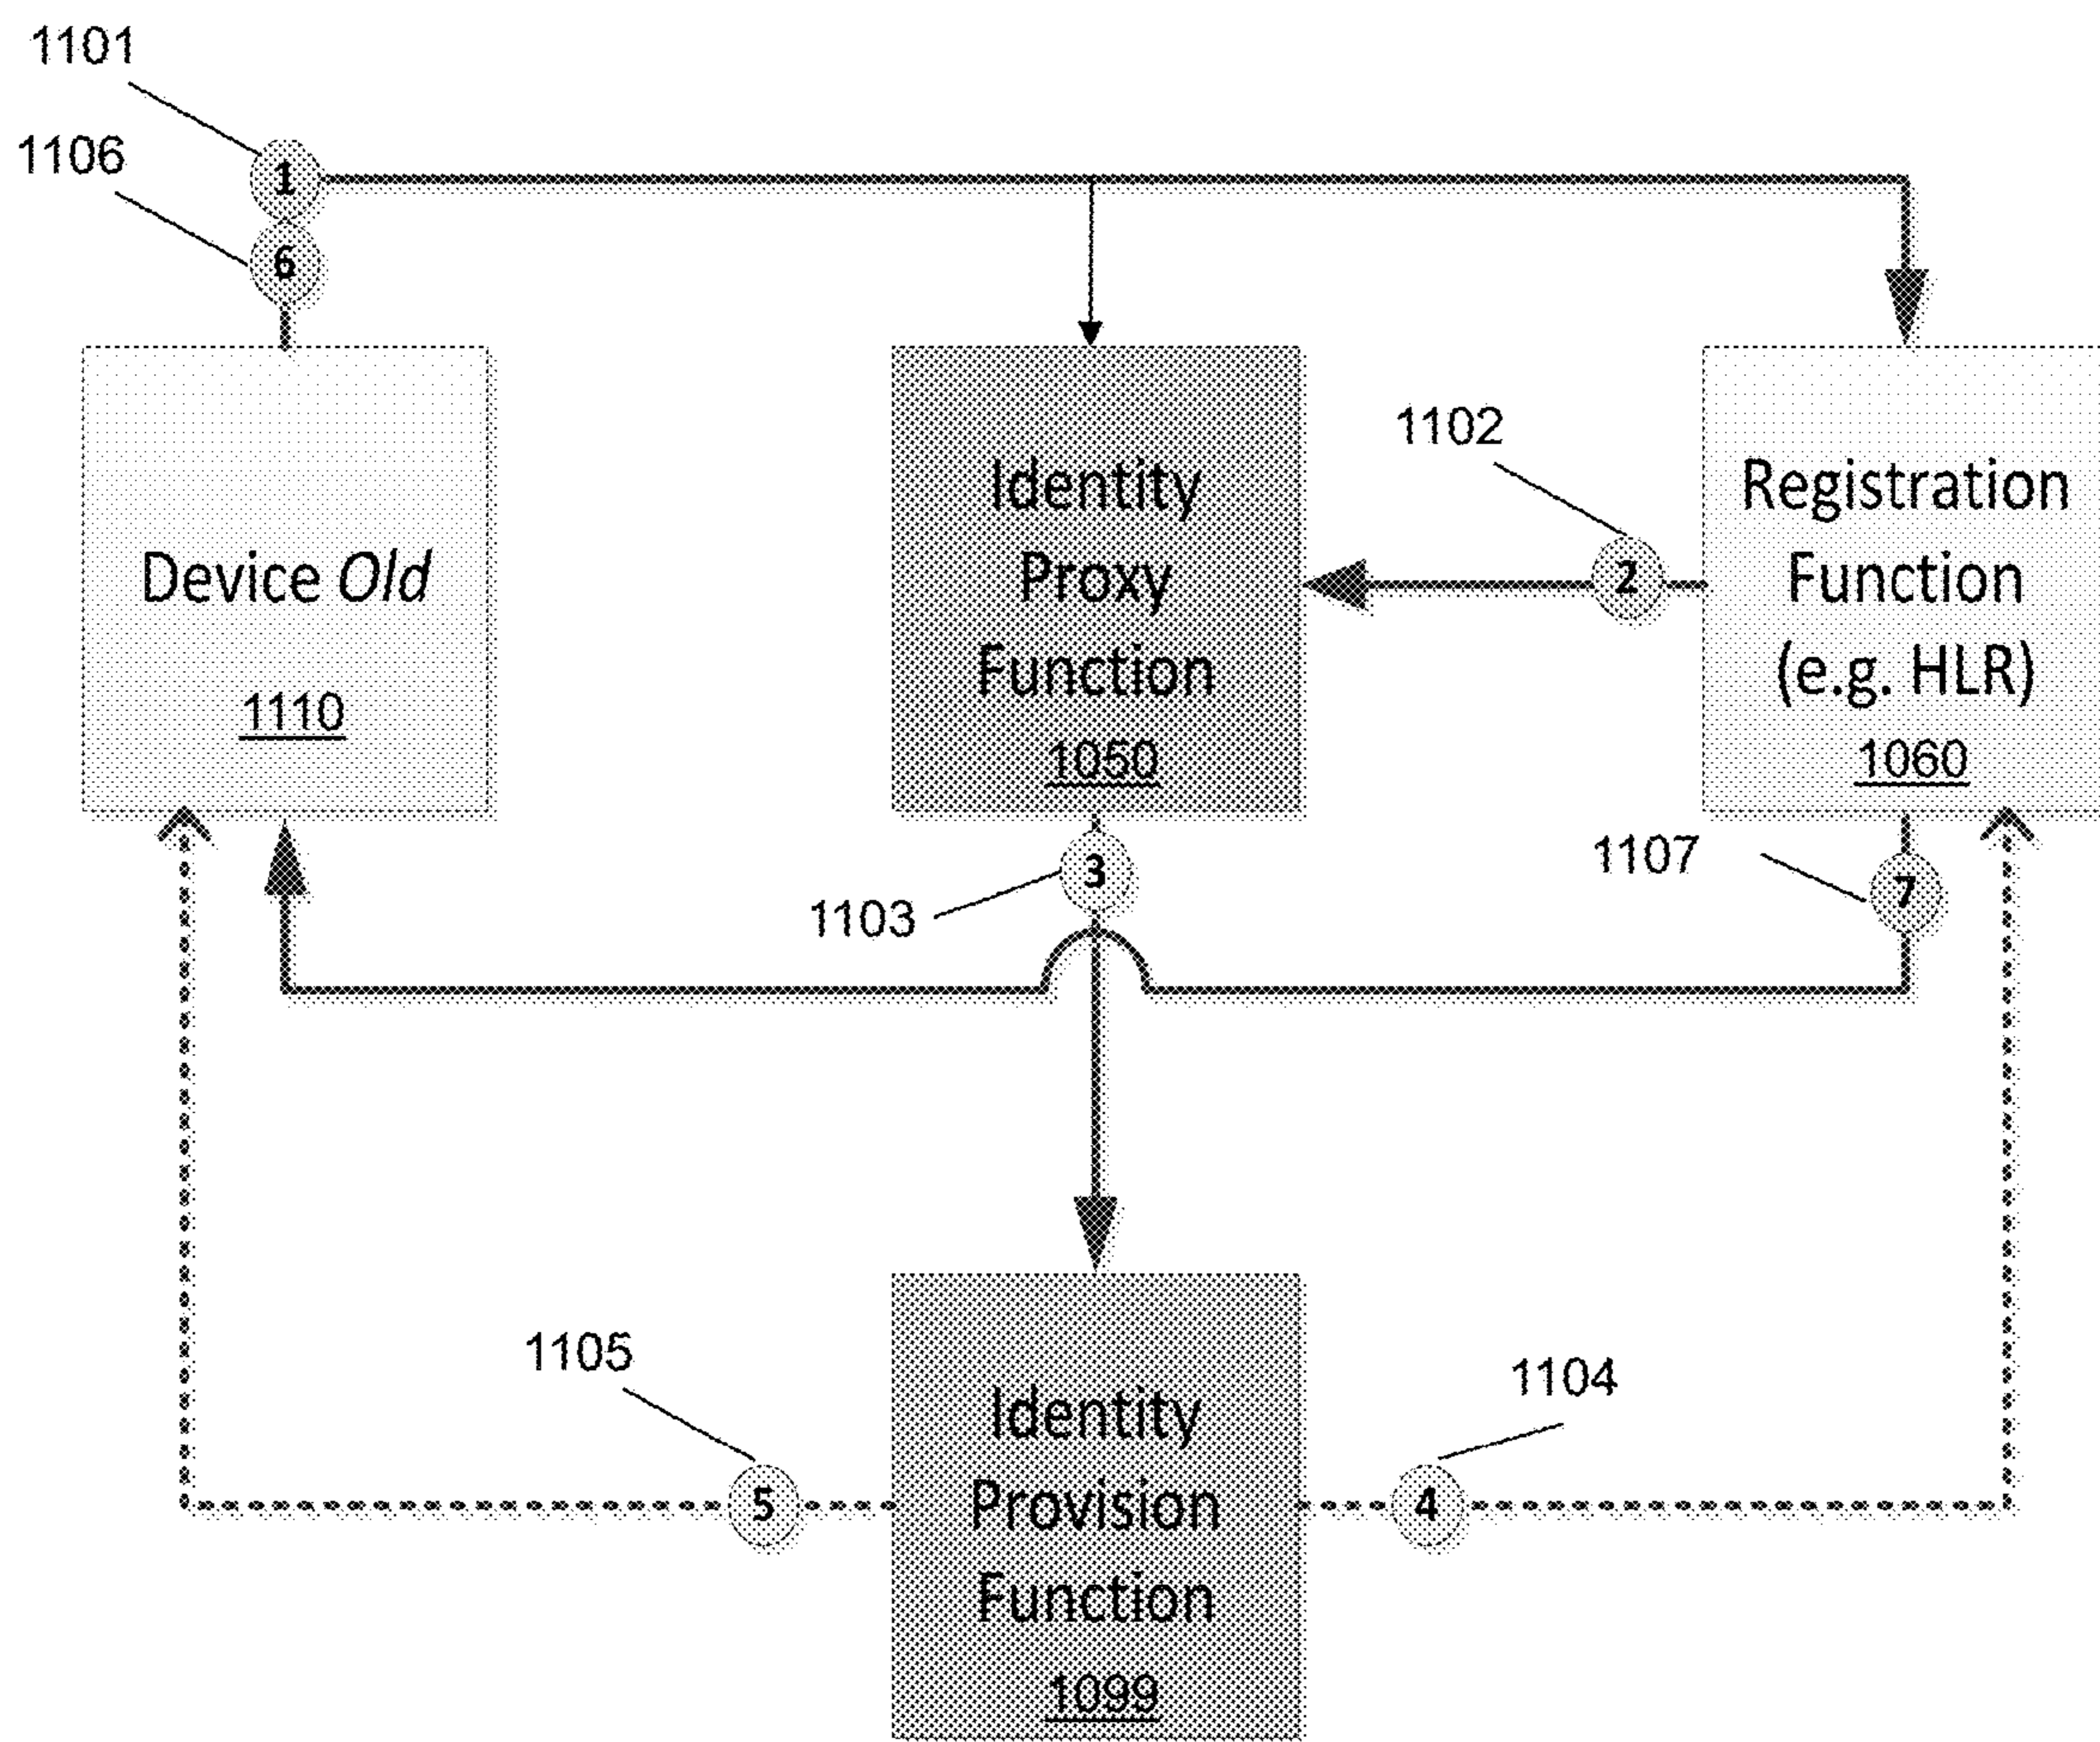 1101
1106
1
6
Device Old
1110
Identity
Proxy
Function
1050
1102
2
Registration
Function
(e.g. HLR)
1060
3
1103
1107
7
1105
5
Identity
Provision
Function
1099
1104
4